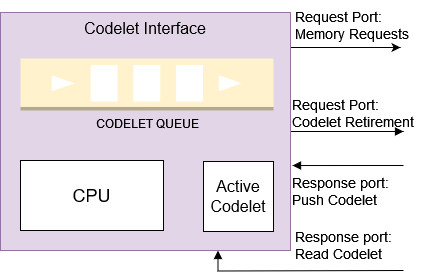 Codelet Interface
CODELET QUEUE
CPU
Active
Codelet
Request Port:
Memory Requests
Request Port:
Codelet Retirement
Response port:
Push Codelet
Response port:
Read Codelet